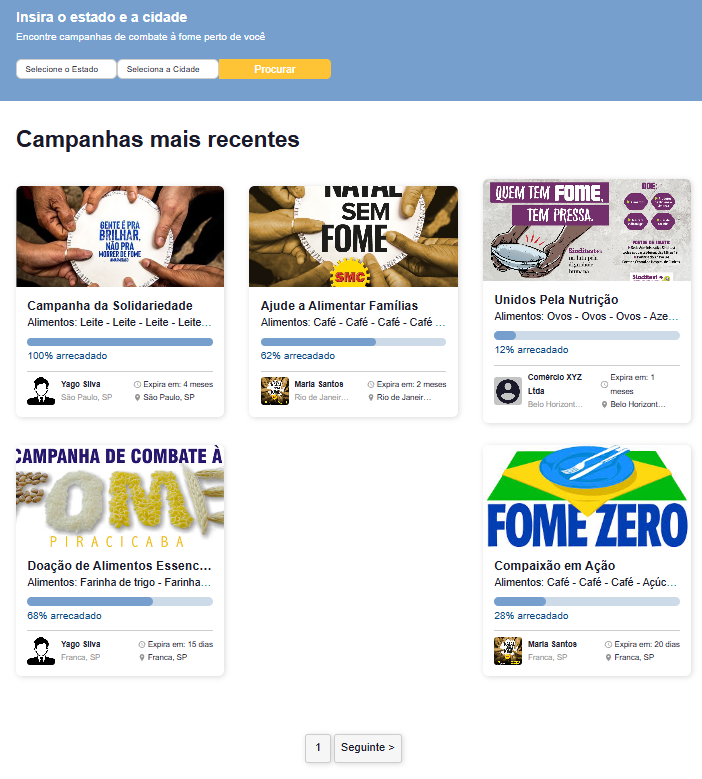 Insira o estado e a cidade
Encontre campanhas de combate à fome perto de você
Selecione o Estado
Seleciona a Cidade
Procurar
Campanhas mais recentes
GENTE É PRA
BRILHAR,
NÃO PRA
MORRER DE FOME
Campanha da Solidariedade
Alimentos: Leite - Leite - Leite - Leite...
100% arrecadado
Yago Silva
São Paulo, SP
Expira em: 4 meses
São Paulo, SP
NATAL
SEM
FOME
SMC
Ajude a Alimentar Famílias
Alimentos: Café - Café - Café - Café ...
62% arrecadado
Maria Santos
Rio de Janeir...
Expira em: 2 meses
Rio de Janeir...
QUEM TEM FOME,
TEM PRESSA.
DOE:
Sinditest
na luta pela
dignidade
humana
Unidos Pela Nutrição
Alimentos: Ovos - Ovos - Ovos - Aze...
12% arrecadado
Comércio XYZ
Ltda
Belo Horizont...
Expira em: 1
meses
Belo Horizont...
CAMPANHA DE COMBATE À
FOME
PIRACICABA
Doação de Alimentos Essenc...
Alimentos: Farinha de trigo - Farinha...
68% arrecadado
Yago Silva
Franca, SP
Expira em: 15 dias
Franca, SP
FOME ZERO
Compaixão em Ação
Alimentos: Café - Café - Café - Açúc...
28% arrecadado
Maria Santos
Franca, SP
Expira em: 20 dias
Franca, SP
1
Seguinte >